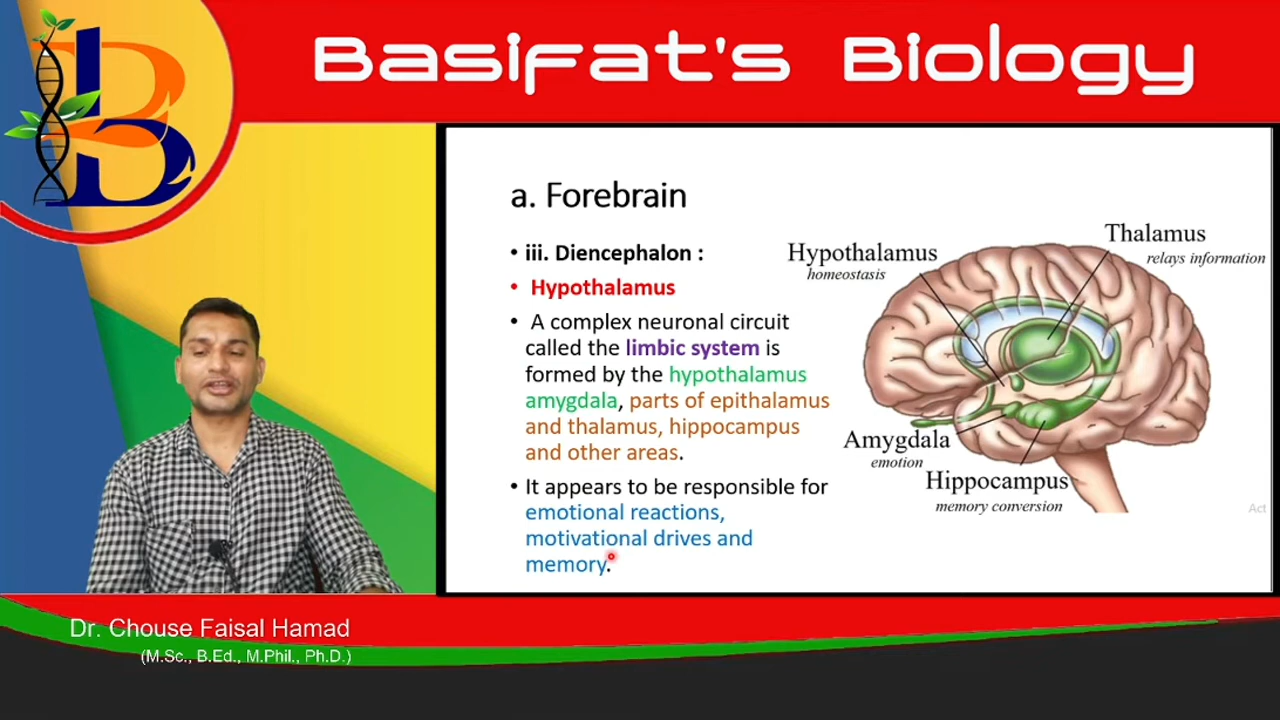 Basifat's Biology
a. Forebrain
• iii. Diencephalon :
• Hypothalamus
• A complex neuronal circuit
called the limbic system is
formed by the hypothalamus
amygdala, parts of epithalamus
and thalamus, hippocampus
and other areas.
• It appears to be responsible for
emotional reactions,
motivational drives and
memory.
Thalamus
relays information
Hypothalamus
homeostasis
Amygdala
emotion
Hippocampus
memory conversion
Act
Dr. Chouse Faisal Hamad
(M.Sc., B.Ed., M.Phil., Ph.D.)